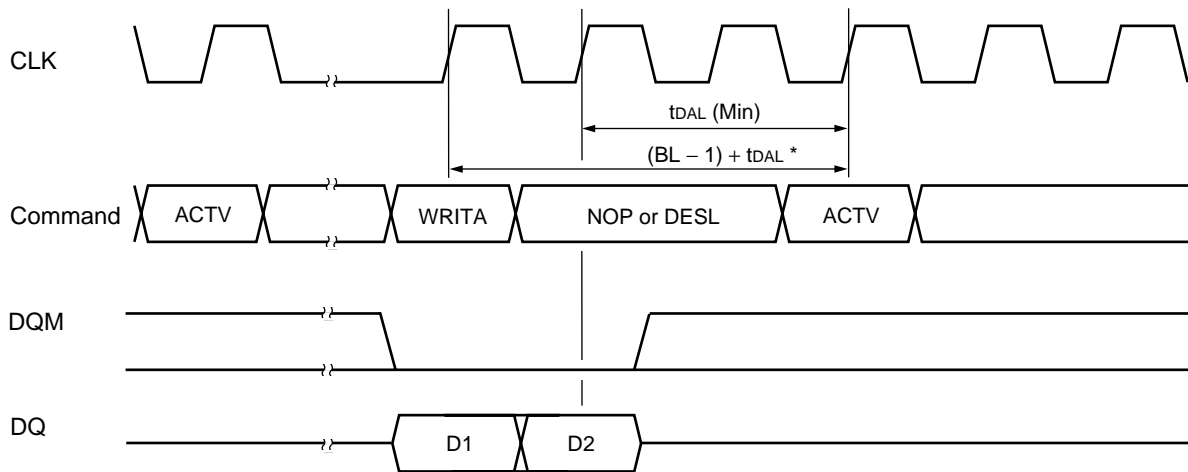 CLK
tDAL (Min)
(BL − 1) + tDAL *
Command ACTV WRITA NOP or DESL ACTV
DQM
DQ D1 D2